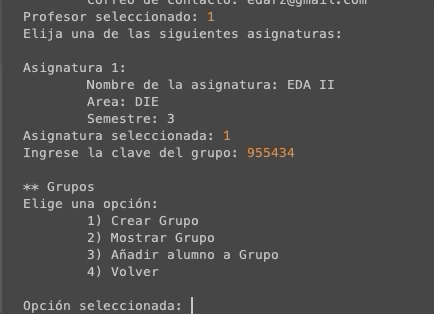 Correo de contacto: edaf2@gmail.com
Profesor seleccionado: 1
Elija una de las siguientes asignaturas:
Asignatura 1:
Nombre de la asignatura: EDA II
Area: DIE
Semestre: 3
Asignatura seleccionada: 1
Ingrese la clave del grupo: 955434
** Grupos
Elige una opción:
1) Crear Grupo
2) Mostrar Grupo
3) Añadir alumno a Grupo
4) Volver
Opción seleccionada: